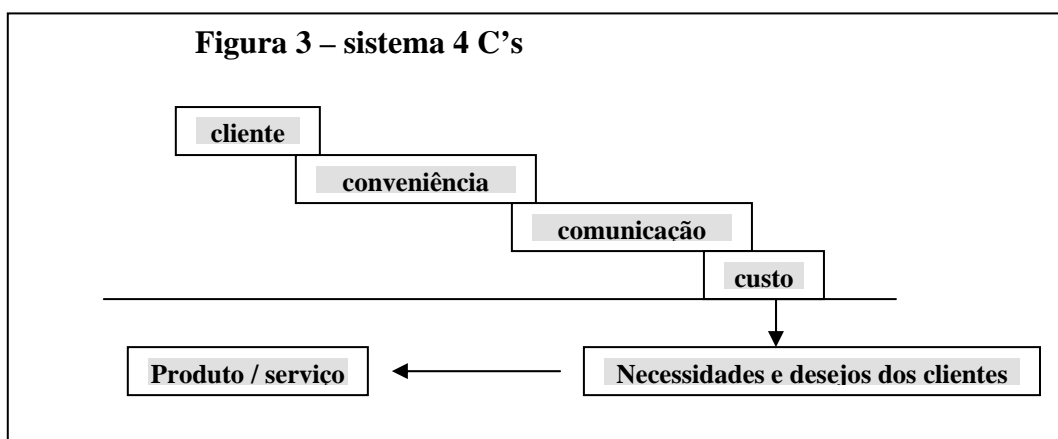 Figura 3 – sistema 4 C’s
cliente
conveniência
comunicação
custo
Produto / serviço
Necessidades e desejos dos clientes